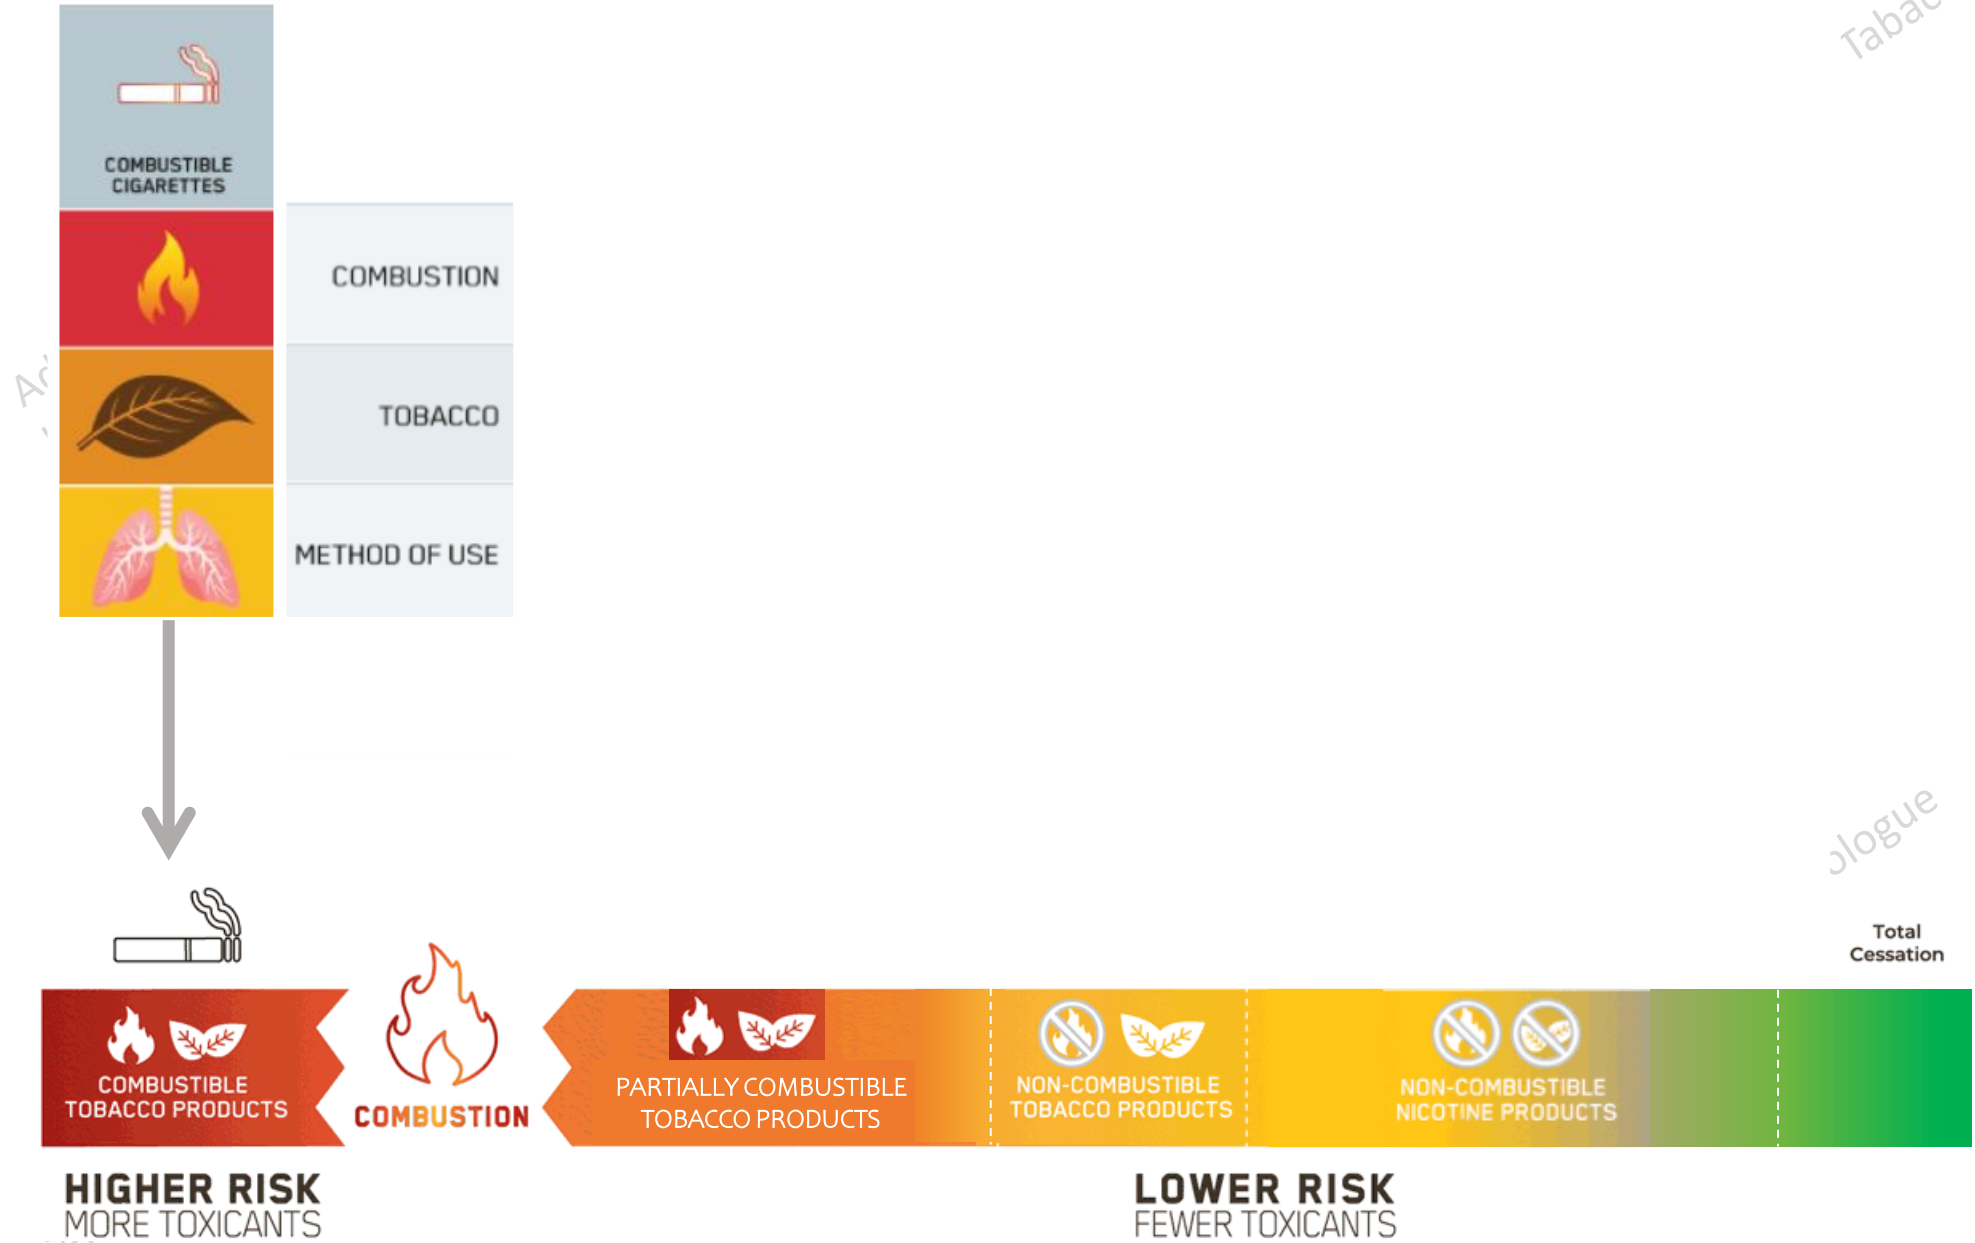 COMBUSTIBLE
CIGARETTES
COMBUSTION
TOBACCO
METHOD OF USE
Total
Cessation
COMBUSTIBLE
TOBACCO PRODUCTS
COMBUSTION
PARTIALLY COMBUSTIBLE
TOBACCO PRODUCTS
NON-COMBUSTIBLE
TOBACCO PRODUCTS
NON-COMBUSTIBLE
NICOTINE PRODUCTS
HIGHER RISK
MORE TOXICANTS
LOWER RISK
FEWER TOXICANTS